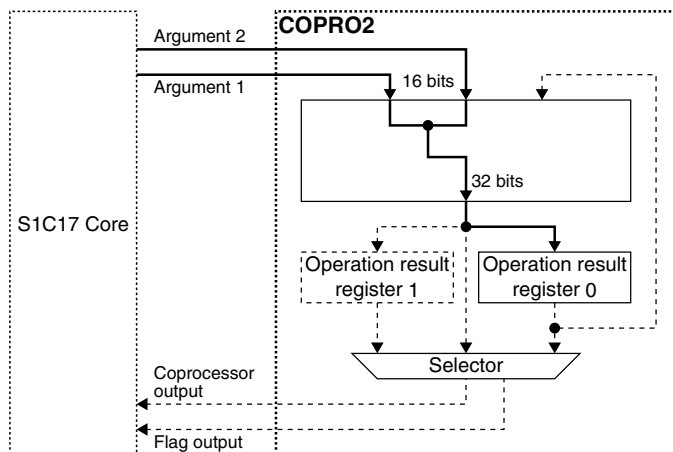 COPRO2
Argument 2
Argument 1
16 bits
32 bits
S1C17 Core
Operation result
register 1
Operation result
register 0
Selector
Coprocessor
output
Flag output